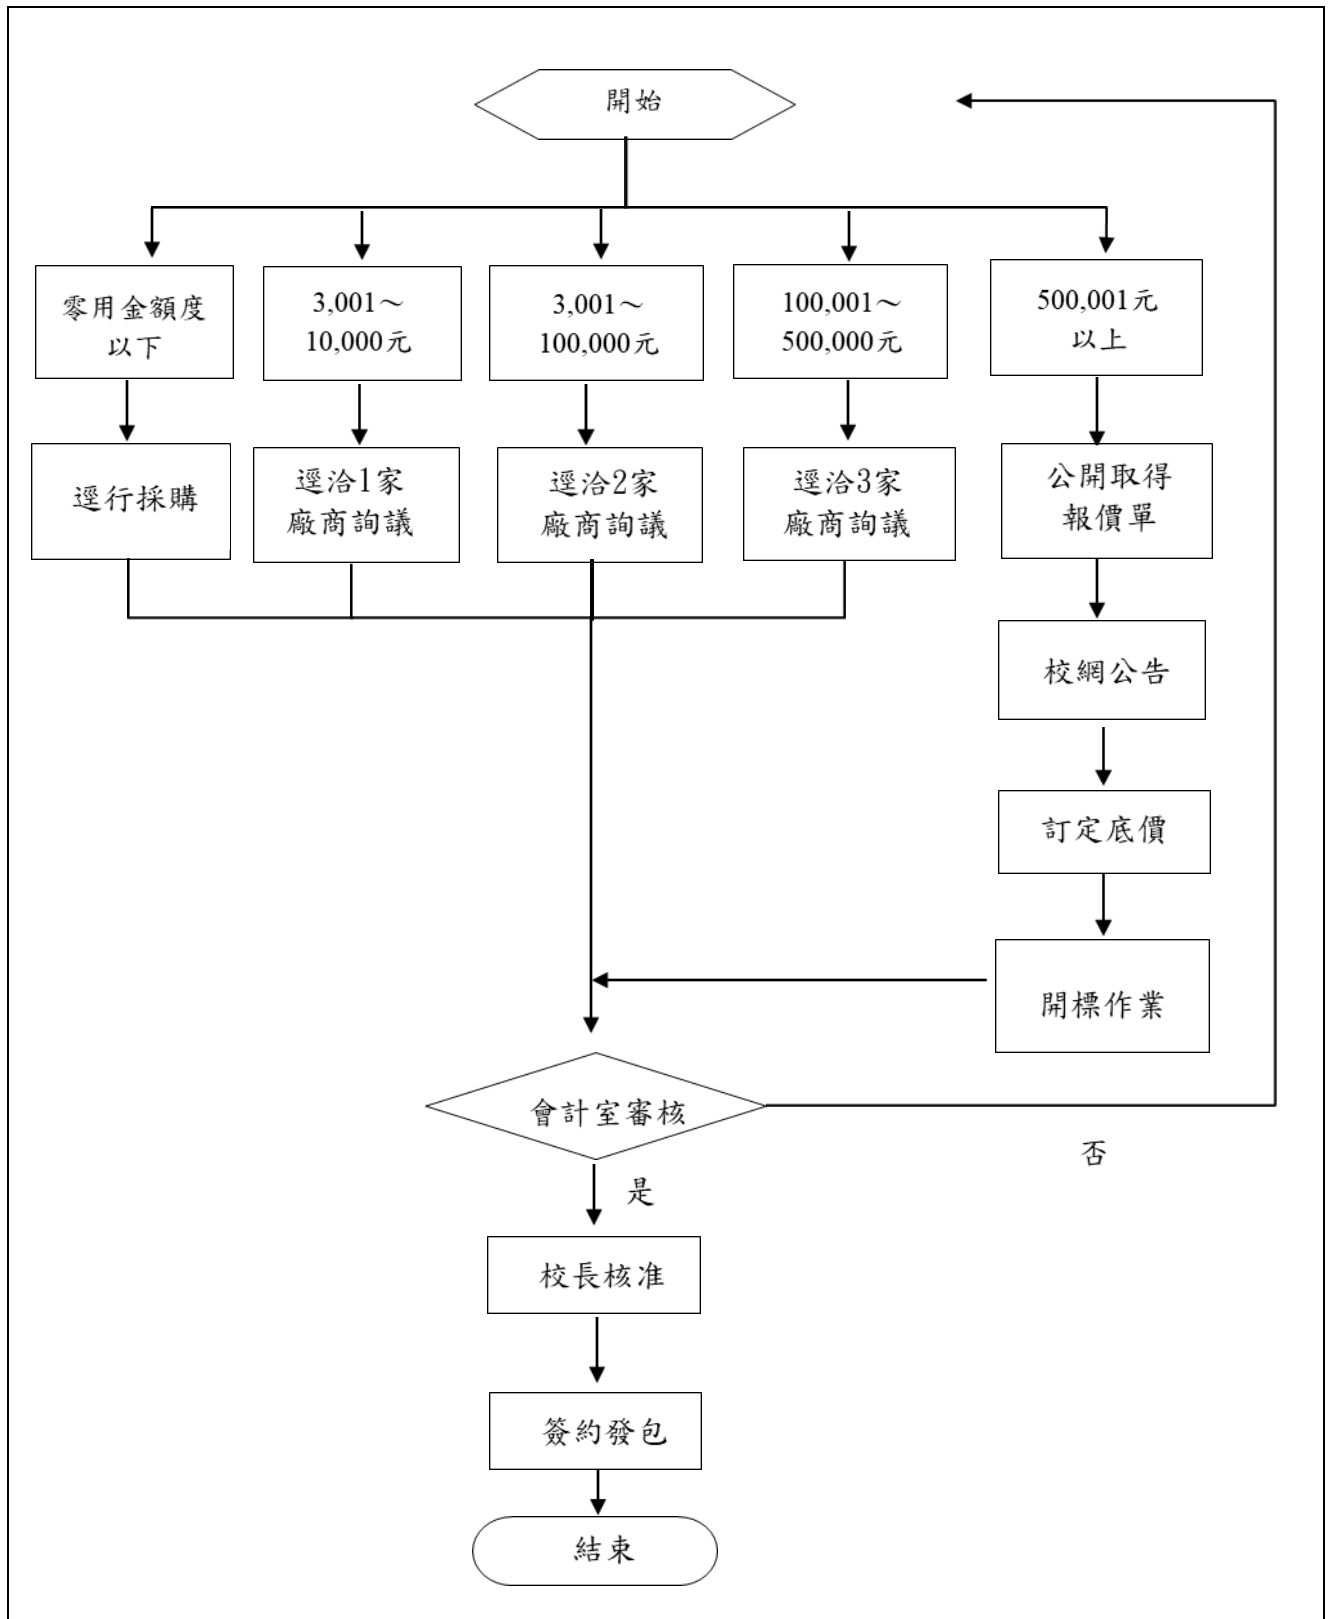 開始
零用金額度
以下
3,001～
10,000元
3,001～
100,000元
100,001～
500,000元
500,001元
以上
逕行採購
逕洽1家
廠商詢議
逕洽2家
廠商詢議
逕洽3家
廠商詢議
公開取得
報價單
校網公告
訂定底價
開標作業
會計室審核
否
是
校長核准
簽約發包
結束